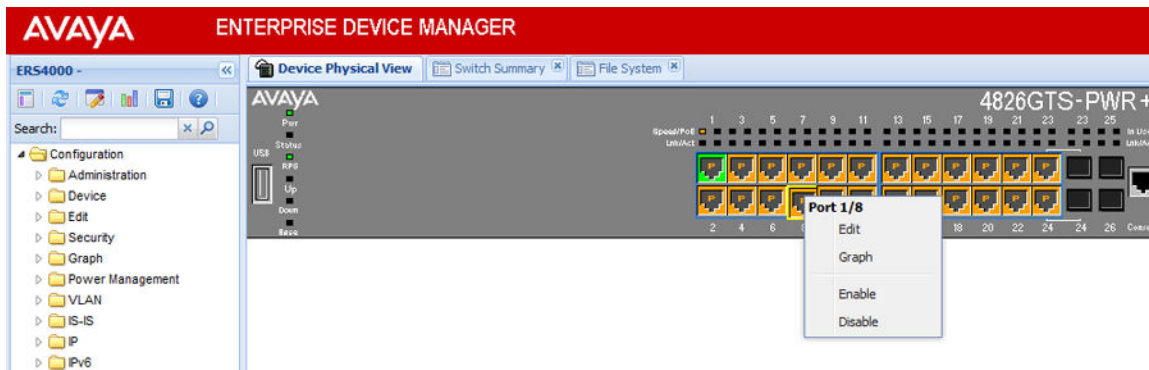 AVAYA ENTERPRISE DEVICE MANAGER
ERS4000 -
Device Physical View Switch Summary File System
Search:
Configuration
Administration
Device
Edit
Security
Graph
Power Management
VLAN
IS-IS
IP
IPv6
AVAYA
4826GTS-PWR+
Pwr
Status
USB
RPS
Up
Down
Base
1 3 5 7 9 11 13 15 17 19 21 23 23 25
Speed/PoE
Lnk/Act
In Use
P P P P P P P P P P P P
P P P P P P P P
2 4 6 18 20 22 24 24 26
Port 1/8
Edit
Graph
Enable
Disable